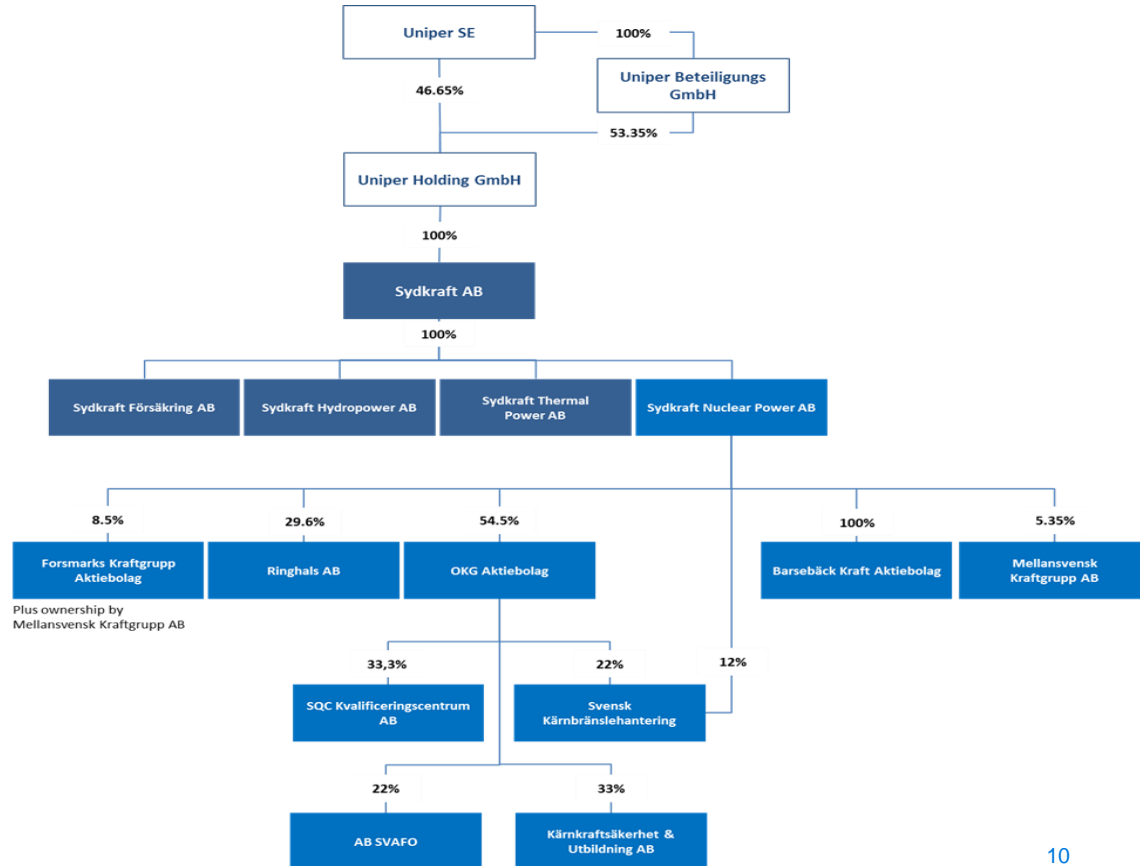 Uniper SE
100%
Uniper Beteiligungs
GmbH
46.65%
53.35%
Uniper Holding GmbH
100%
Sydkraft AB
100%
Sydkraft Försäkring AB
Sydkraft Hydropower AB
Sydkraft Thermal
Power AB
Sydkraft Nuclear Power AB
8.5%
29.6%
54.5%
100%
5.35%
Forsmarks Kraftgrupp
Aktiebolag
Ringhals AB
OKG Aktiebolag
Barsebäck Kraft Aktiebolag
Mellansvensk
Kraftgrupp AB
Plus ownership by
Mellansvensk Kraftgrupp AB
33,3%
22%
12%
SQC Kvalificeringscentrum
AB
Svensk
Kärnbränslehantering
22%
33%
AB SVAFO
Kärnkraftsäkerhet &
Utbildning AB
10